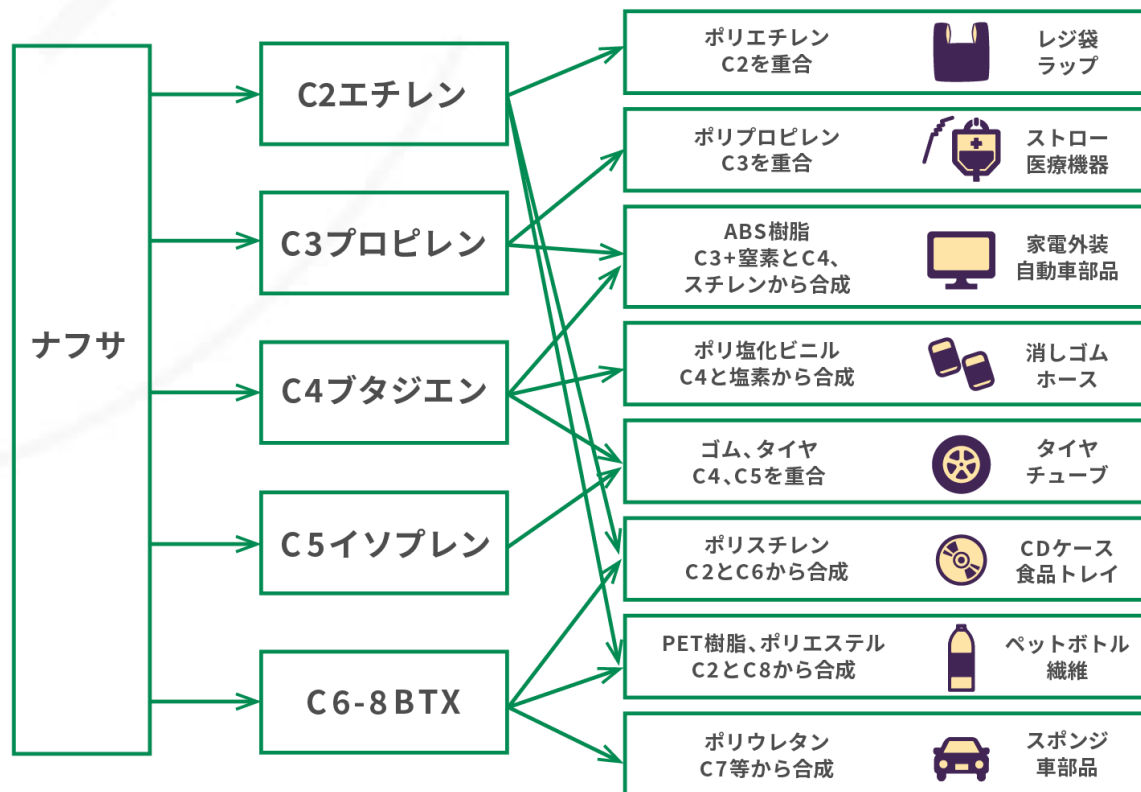 ナフサ
C2エチレン
C3プロピレン
C4ブタジエン
C5イソプレン
C6-8BTX
ポリエチレン
C2を重合
レジ袋
ラップ
ポリプロピレン
C3を重合
ストロー
医療機器
ABS樹脂
C3+窒素とC4、
スチレンから合成
家電外装
自動車部品
ポリ塩化ビニル
C4と塩素から合成
消しゴム
ホース
ゴム、タイヤ
C4、C5を重合
タイヤ
チューブ
ポリスチレン
C2とC6から合成
CDケース
食品トレイ
PET樹脂、ポリエステル
C2とC8から合成
ペットボトル
繊維
ポリウレタン
C7等から合成
スポンジ
車部品